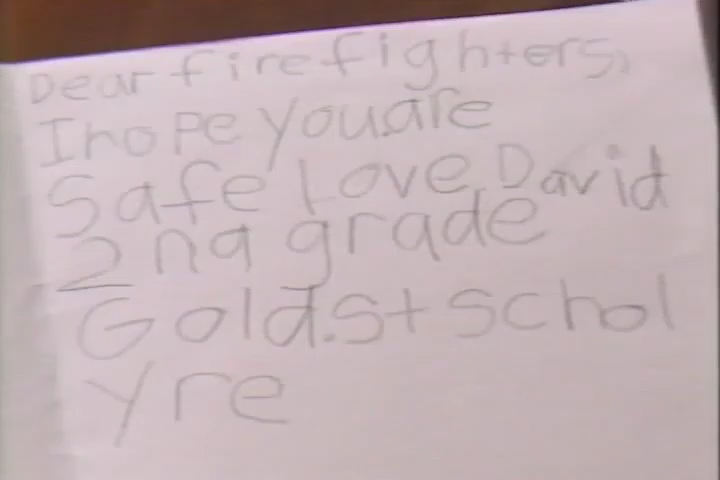 Dear firefighters,
I hope you are
Safe love David
2nd grade
Gold.st schol
yre